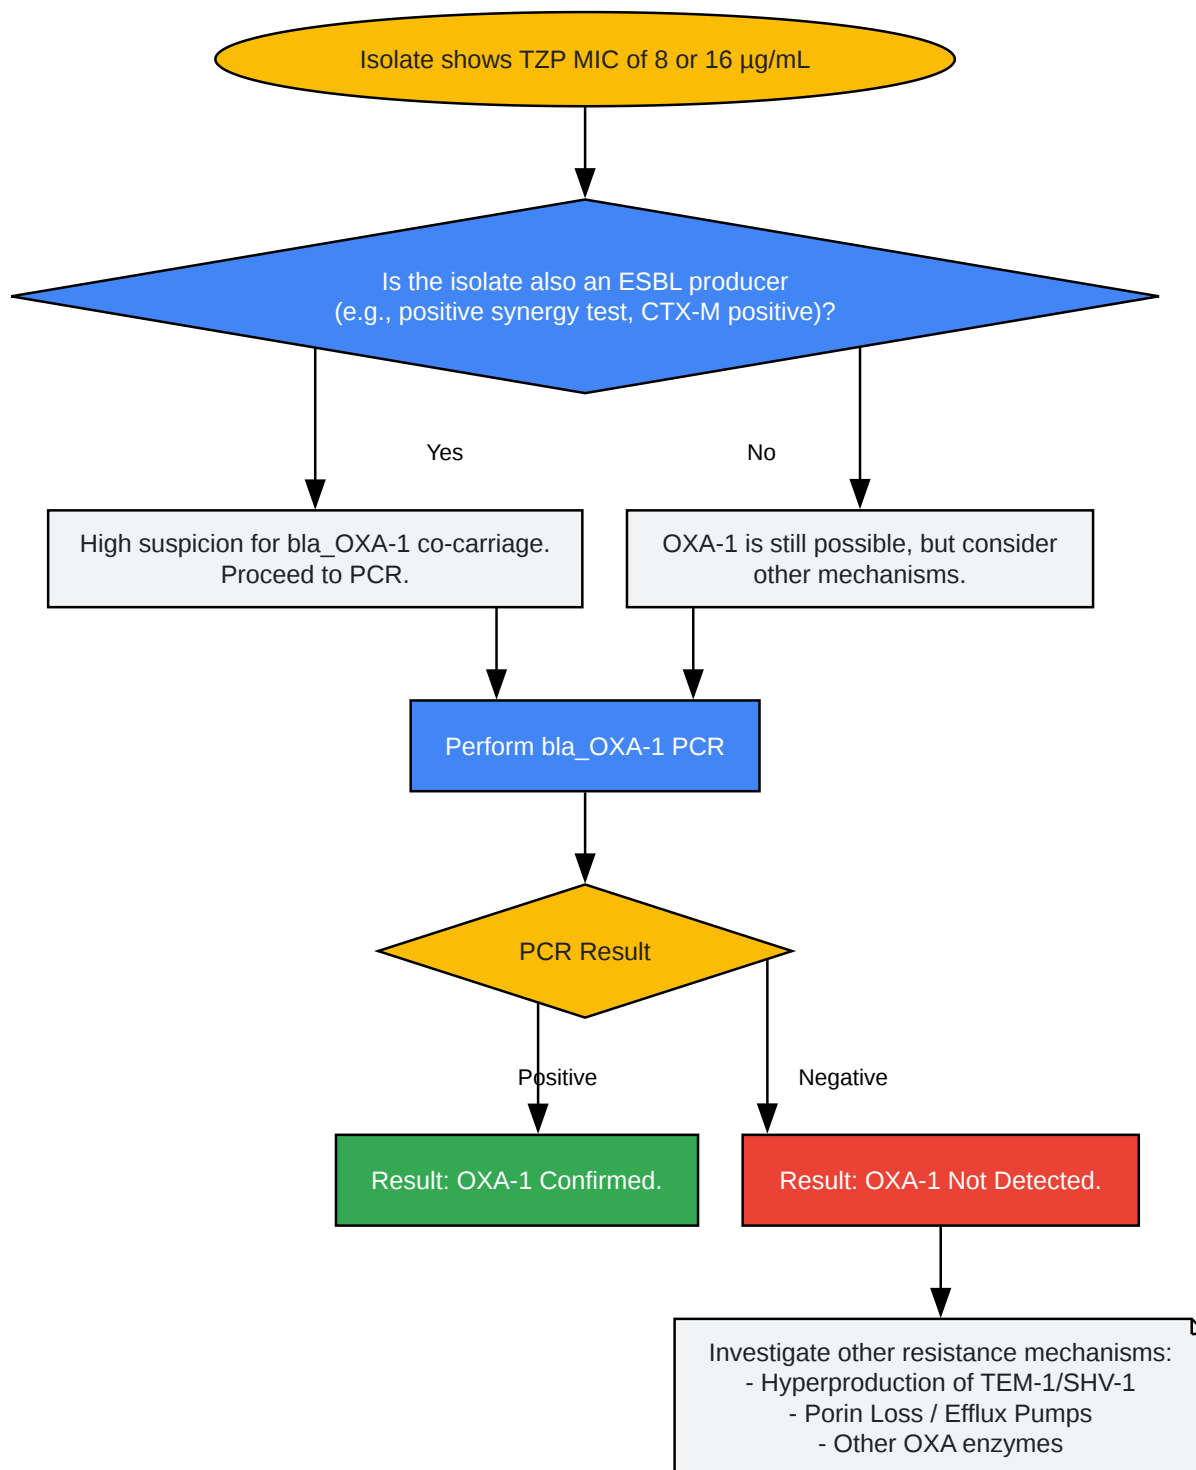 Isolate shows TZP MIC of 8 or 16 µg/mL
Is the isolate also an ESBL producer
(e.g., positive synergy test, CTX-M positive)?
Yes
No
High suspicion for bla_OXA-1 co-carriage.
Proceed to PCR.
OXA-1 is still possible, but consider
other mechanisms.
Perform bla_OXA-1 PCR
PCR Result
Positive
Negative
Result: OXA-1 Confirmed.
Result: OXA-1 Not Detected.
Investigate other resistance mechanisms:
- Hyperproduction of TEM-1/SHV-1
- Porin Loss / Efflux Pumps
- Other OXA enzymes